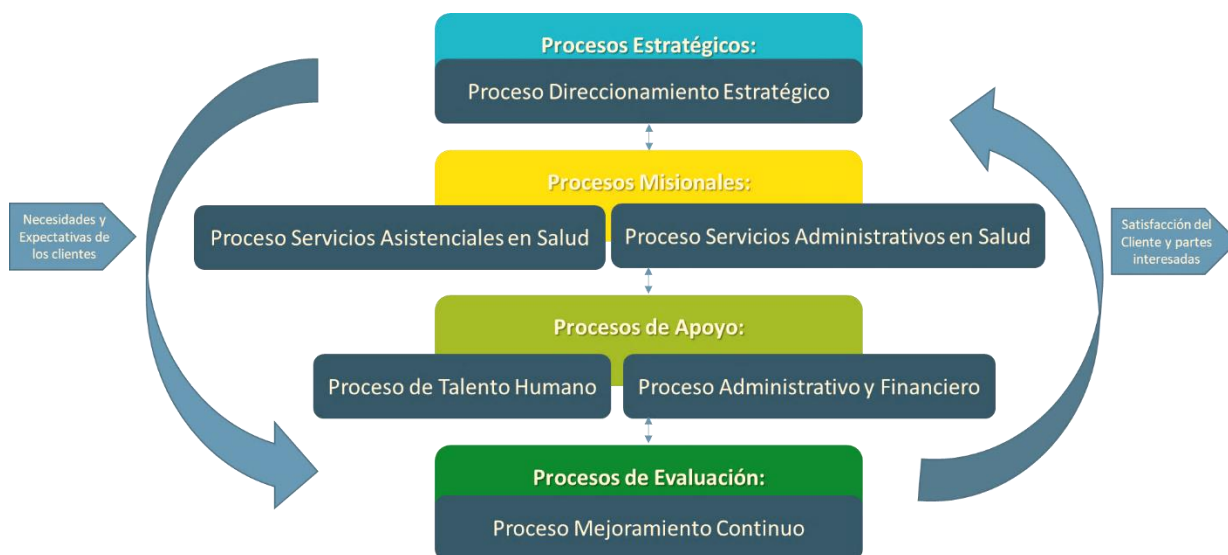 Procesos Estratégicos:
Proceso Direccionamiento Estratégico
Procesos Misionales:
Proceso Servicios Asistenciales en Salud
Proceso Servicios Administrativos en Salud
Necesidades y
Expectativas de
los clientes
Satisfacción del
Cliente y partes
interesadas
Procesos de Apoyo:
Proceso de Talento Humano
Proceso Administrativo y Financiero
Procesos de Evaluación:
Proceso Mejoramiento Continuo